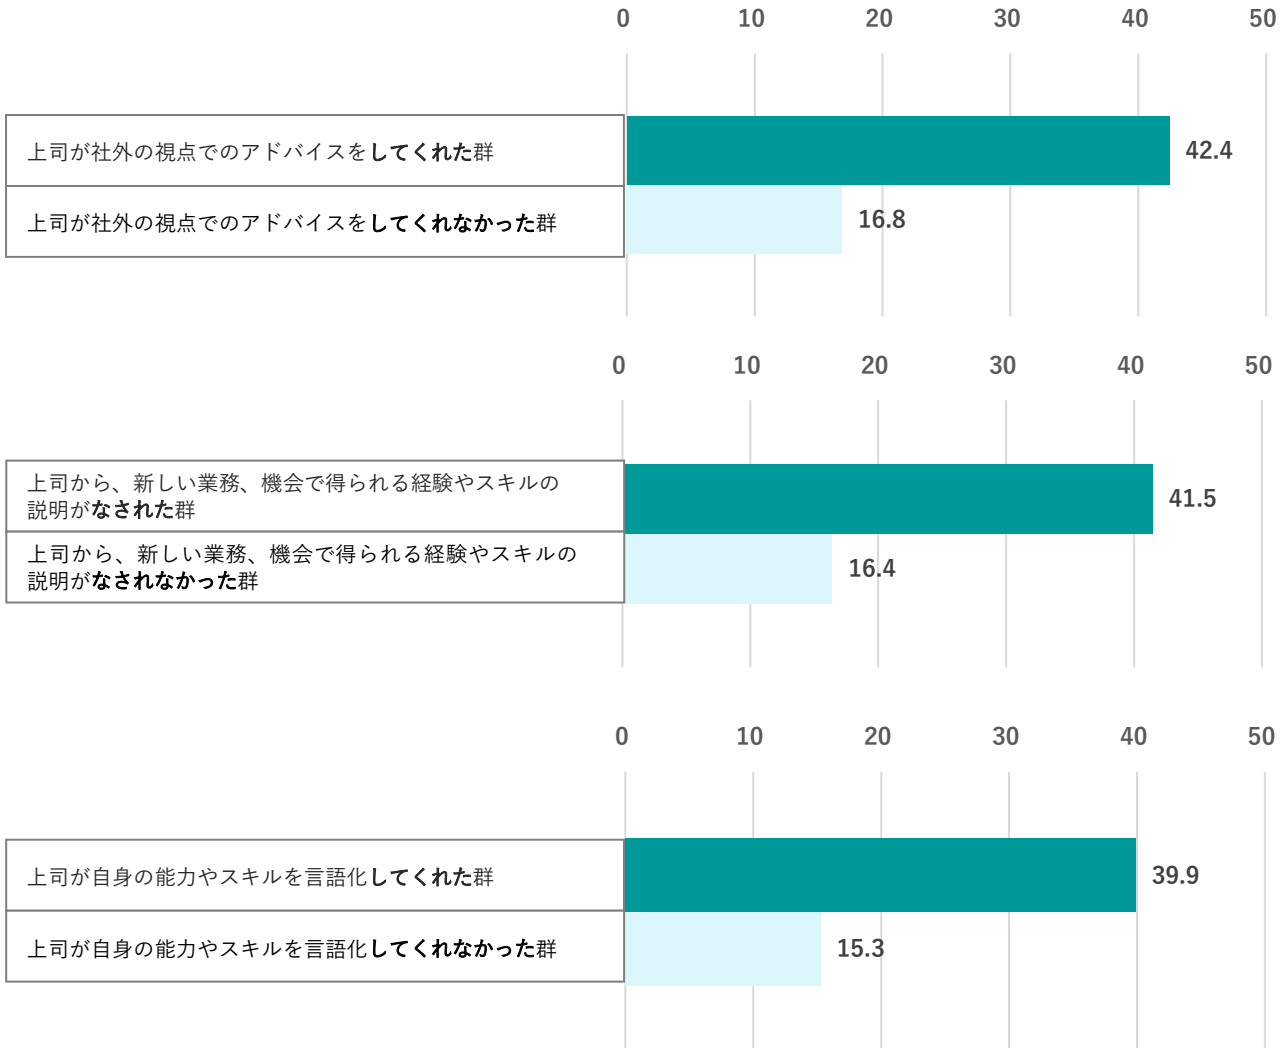 0 10 20 30 40 50
上司が社外の視点でのアドバイスをしてくれた群
42.4
上司が社外の視点でのアドバイスをしてくれなかった群
16.8
0 10 20 30 40 50
上司から、新しい業務、機会で得られる経験やスキルの
説明がなされた群
41.5
上司から、新しい業務、機会で得られる経験やスキルの
説明がなされなかった群
16.4
0 10 20 30 40 50
上司が自身の能力やスキルを言語化してくれた群
39.9
上司が自身の能力やスキルを言語化してくれなかった群
15.3